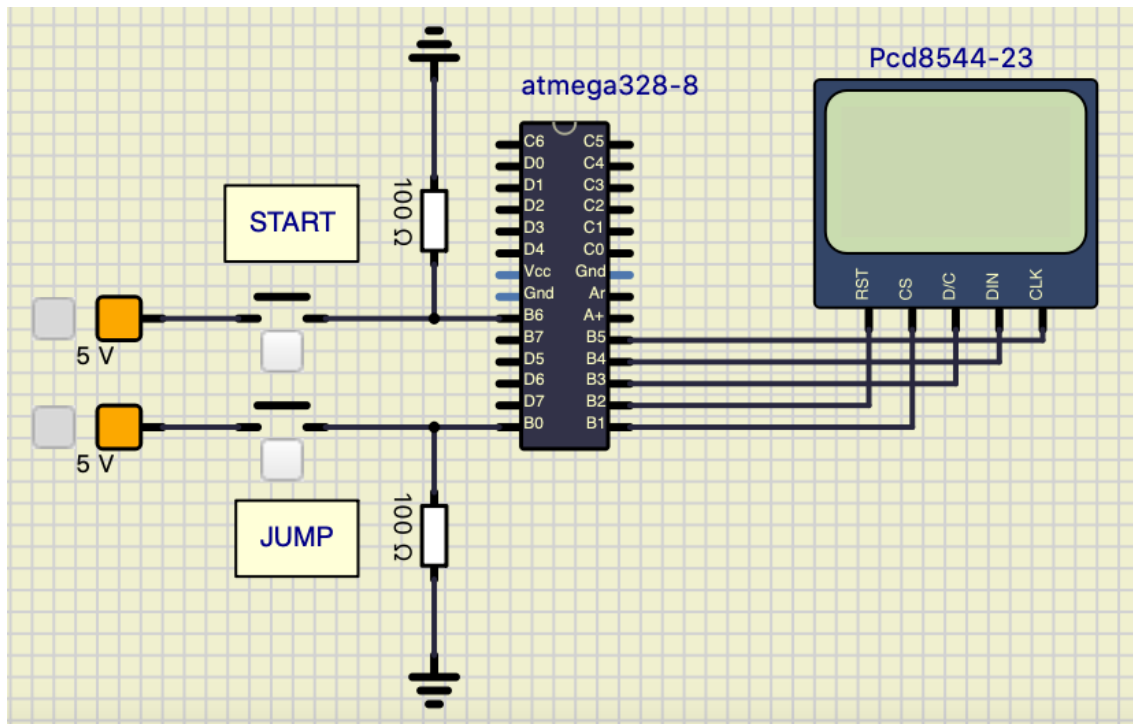 Pcd8544-23
atmega328-8
C6 C5
D0 C4
D1 C3
D2 C2
D3 C1
D4 C0
Vcc Gnd
Gnd Ar
B6 A+
B7 B5
D5 B4
D6 B3
D7 B2
B0 B1
RST CS D/C DIN CLK
100 Ω
START
5 V
5 V
100 Ω
JUMP